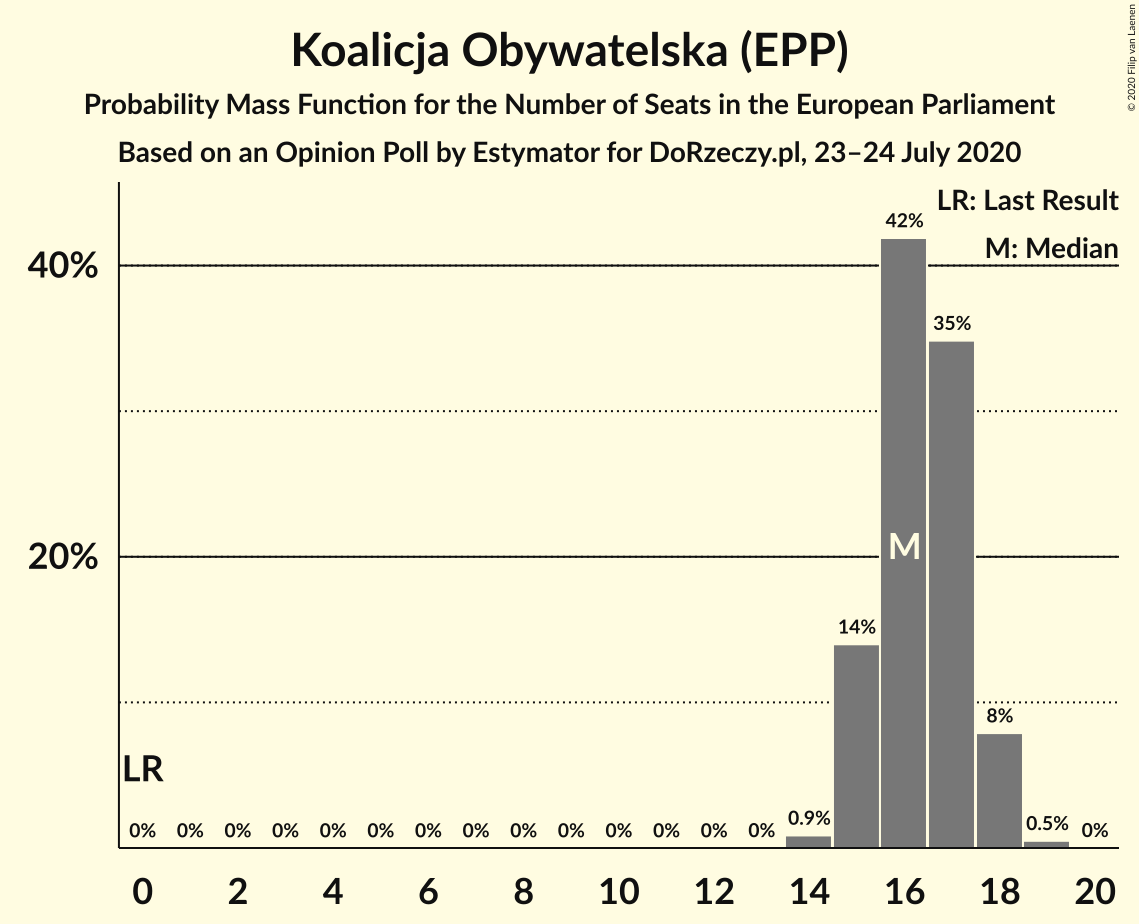 Koalicja Obywatelska (EPP)
Probability Mass Function for the Number of Seats in the European Parliament
Based on an Opinion Poll by Estymator for DoRzeczy.pl, 23–24 July 2020
© 2020 Filip van Laenen
LR: Last Result
M: Median
42%
40%
35%
20%
M
14%
8%
LR
0% 0% 0% 0% 0% 0% 0% 0% 0% 0% 0% 0% 0% 0% 0.9% 0.5% 0%
0 2 4 6 8 10 12 14 16 18 20